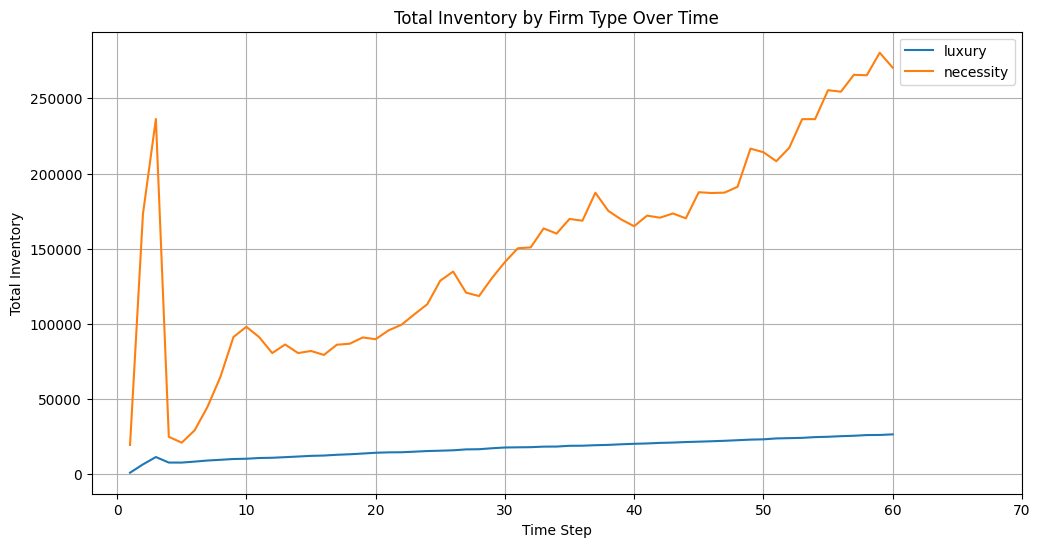 Total Inventory by Firm Type Over Time
luxury
necessity
250000
200000
150000
100000
50000
0
Total Inventory
0 10 20 30 40 50 60 70
Time Step